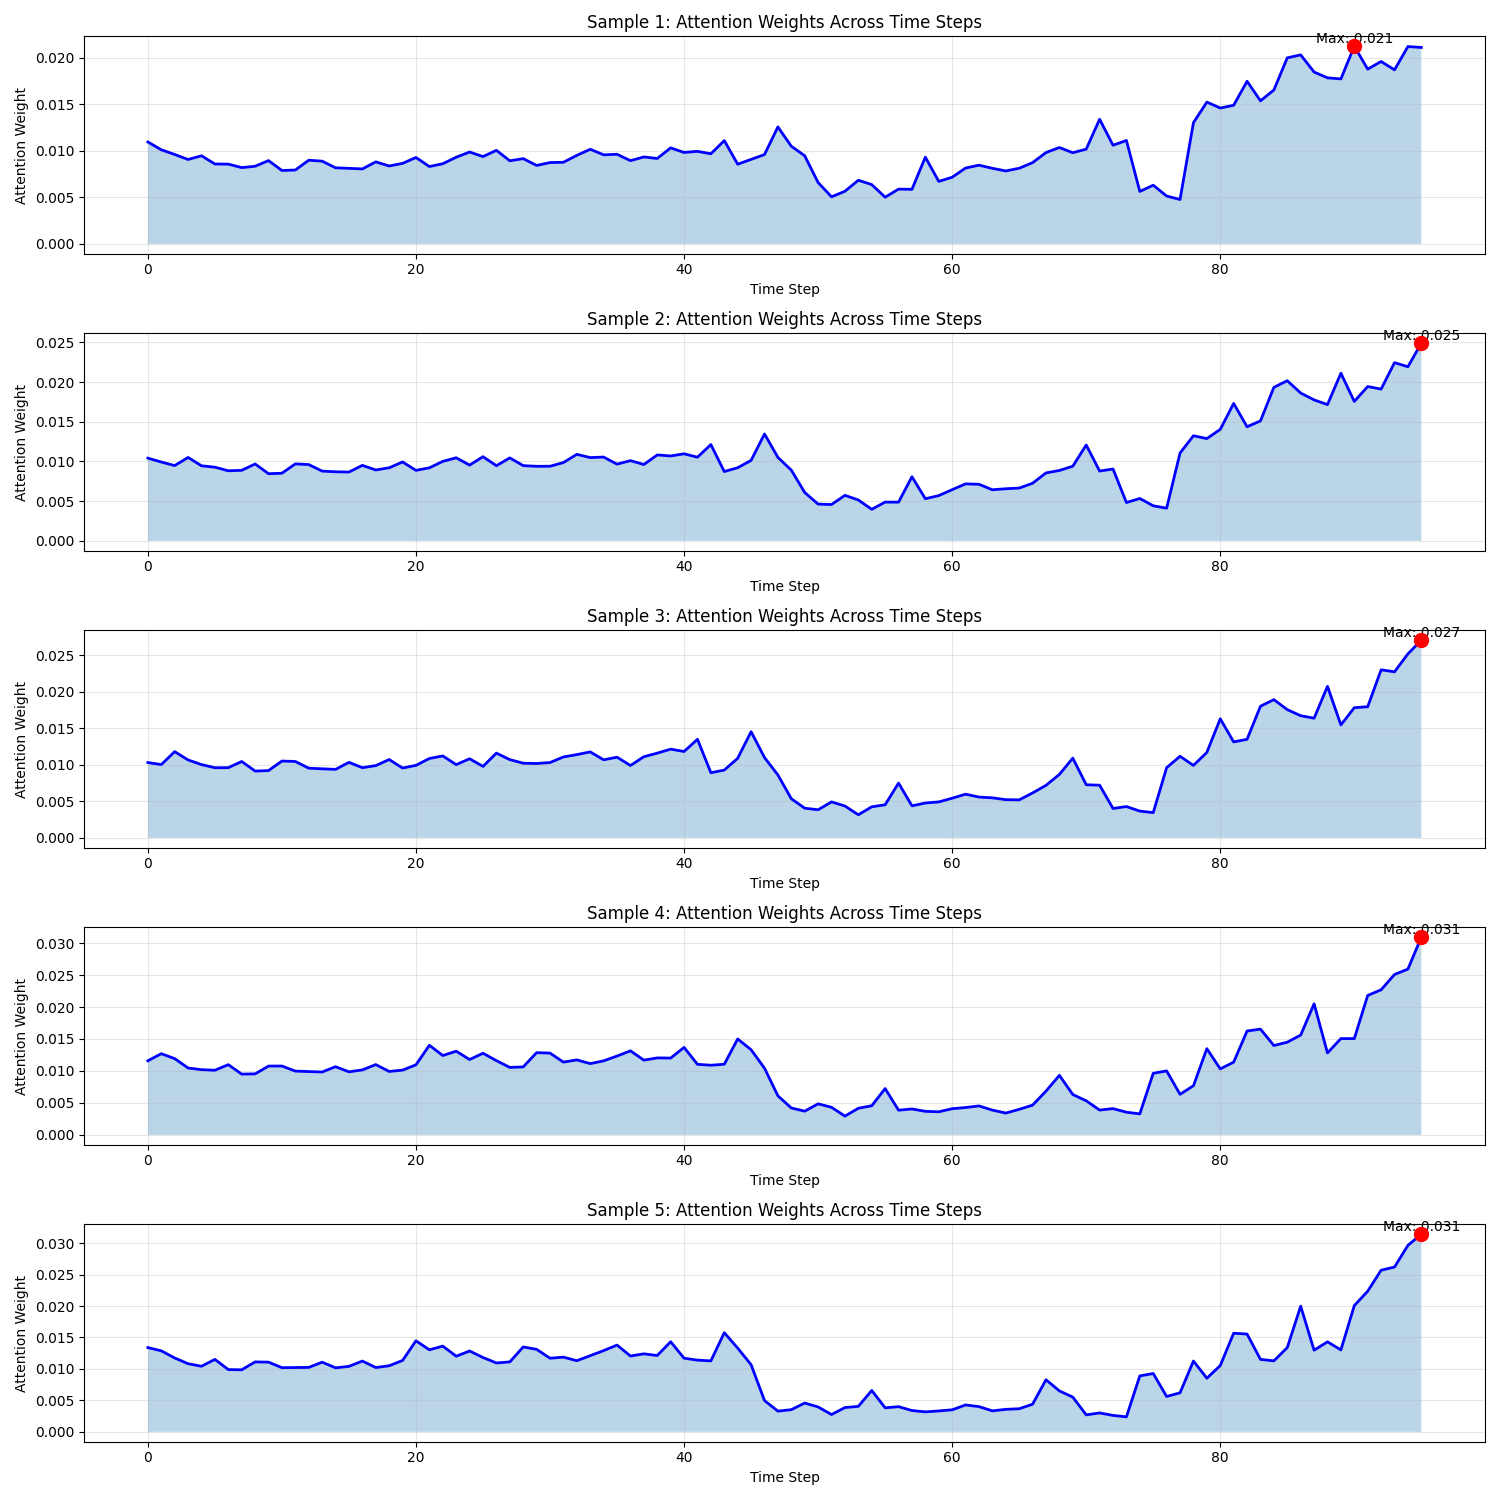 Sample 1: Attention Weights Across Time Steps
Max: 0.021
0.020
0.015
0.010
0.005
0.000
Attention Weight
0 20 40 60 80
Time Step
Sample 2: Attention Weights Across Time Steps
Max: 0.025
0.025
0.020
0.015
0.010
0.005
0.000
Attention Weight
0 20 40 60 80
Time Step
Sample 3: Attention Weights Across Time Steps
Max: 0.027
0.025
0.020
0.015
0.010
0.005
0.000
Attention Weight
0 20 40 60 80
Time Step
Sample 4: Attention Weights Across Time Steps
Max: 0.031
0.030
0.025
0.020
0.015
0.010
0.005
0.000
Attention Weight
0 20 40 60 80
Time Step
Sample 5: Attention Weights Across Time Steps
Max: 0.031
0.030
0.025
0.020
0.015
0.010
0.005
0.000
Attention Weight
0 20 40 60 80
Time Step